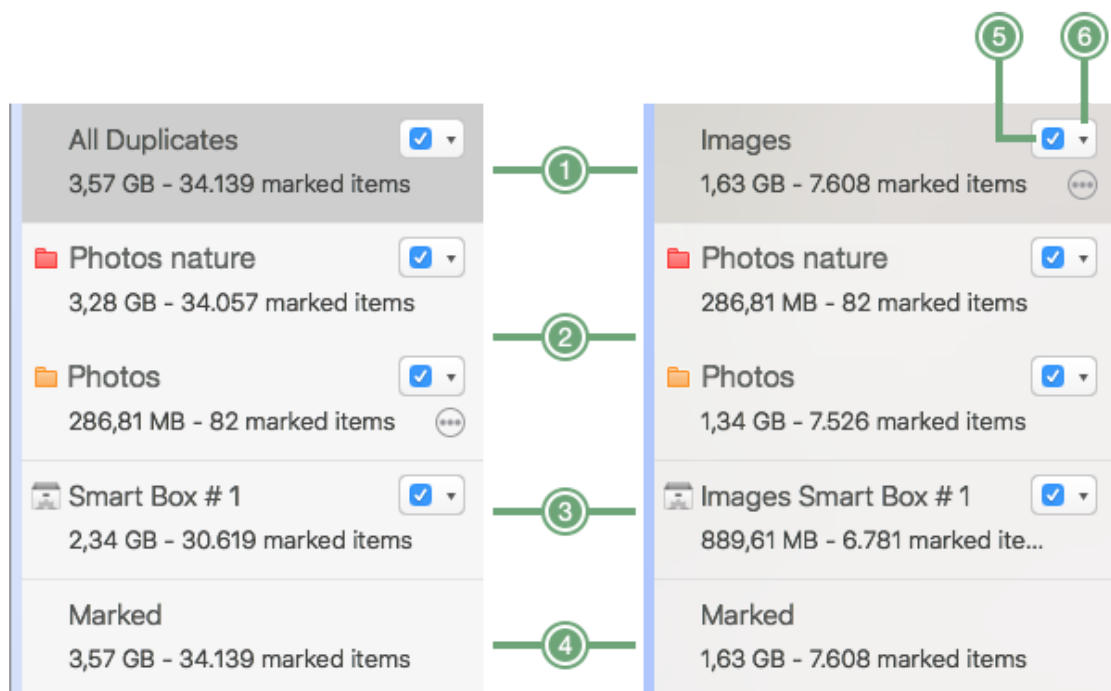 5
6
All Duplicates
3,57 GB - 34.139 marked items
Photos nature
3,28 GB - 34.057 marked items
Photos
286,81 MB - 82 marked items
Smart Box # 1
2,34 GB - 30.619 marked items
Marked
3,57 GB - 34.139 marked items
1
2
3
4
Images
1,63 GB - 7.608 marked items
Photos nature
286,81 MB - 82 marked items
Photos
1,34 GB - 7.526 marked items
Images Smart Box # 1
889,61 MB - 6.781 marked ite...
Marked
1,63 GB - 7.608 marked items